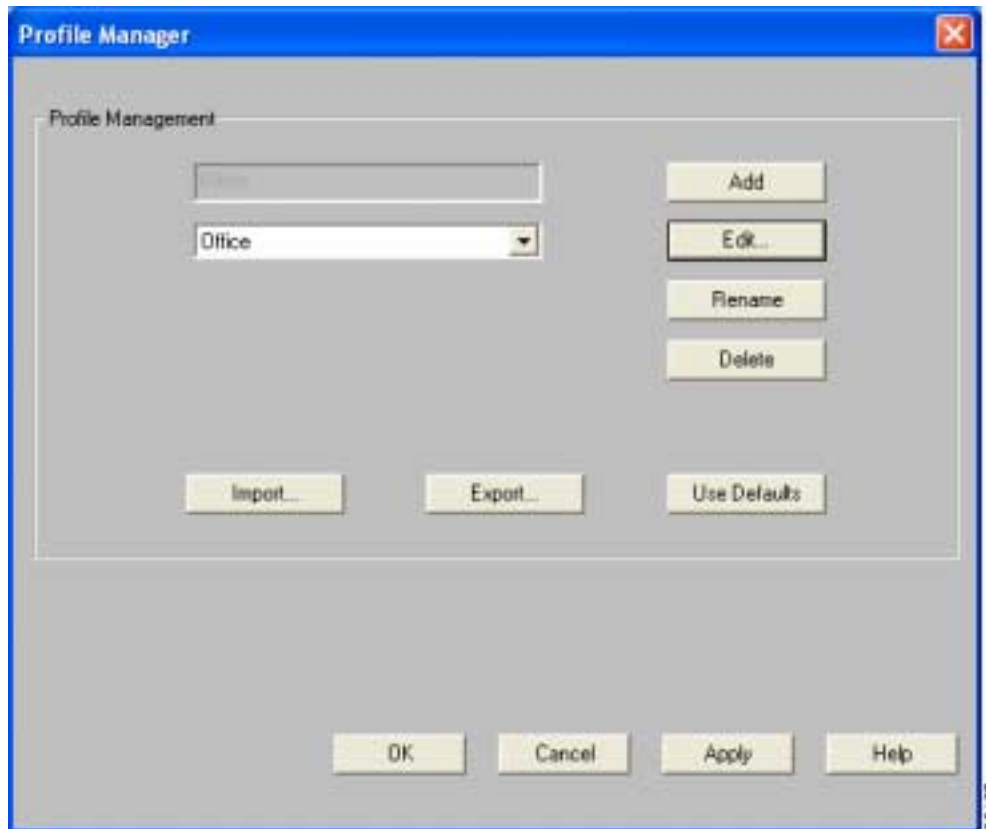 Profile Manager
Profile Management
Add
Office
Edit...
Rename
Delete
Import...
Export...
Use Defaults
OK
Cancel
Apply
Help